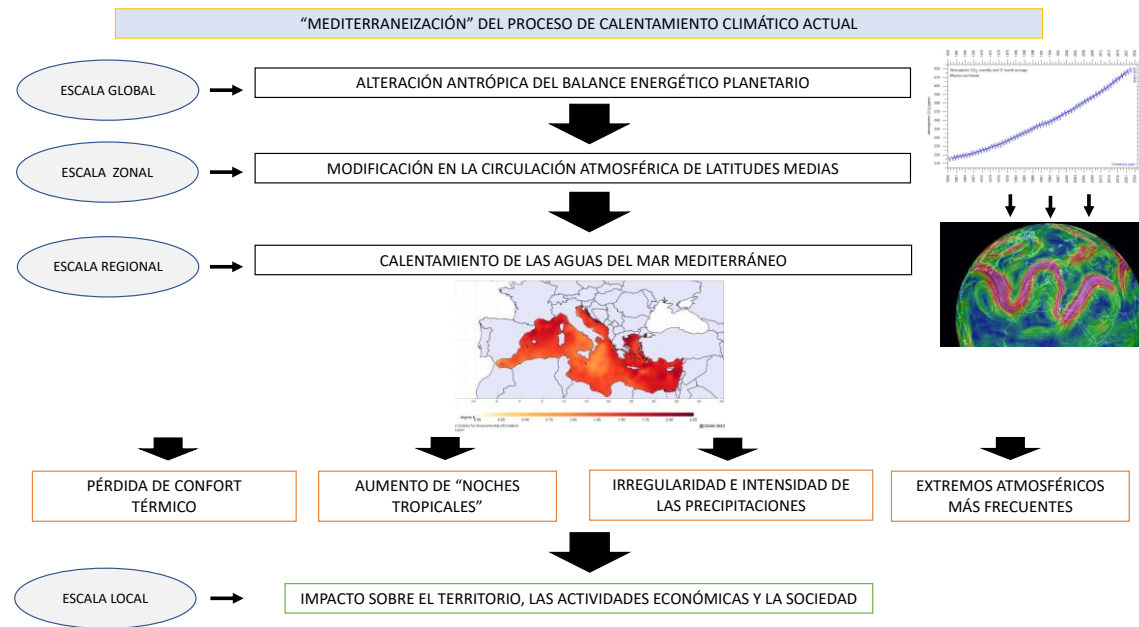 “MEDITERRANEIZACIÓN” DEL PROCESO DE CALENTAMIENTO CLIMÁTICO ACTUAL
ESCALA GLOBAL
ALTERACIÓN ANTRÓPICA DEL BALANCE ENERGÉTICO PLANETARIO
ESCALA ZONAL
MODIFICACIÓN EN LA CIRCULACIÓN ATMOSFÉRICA DE LATITUDES MEDIAS
ESCALA REGIONAL
CALENTAMIENTO DE LAS AGUAS DEL MAR MEDITERRÁNEO
PÉRDIDA DE CONFORT
TÉRMICO
AUMENTO DE “NOCHES
TROPICALES”
IRREGULARIDAD E INTENSIDAD DE
LAS PRECIPITACIONES
EXTREMOS ATMOSFÉRICOS
MÁS FRECUENTES
ESCALA LOCAL
IMPACTO SOBRE EL TERRITORIO, LAS ACTIVIDADES ECONÓMICAS Y LA SOCIEDAD